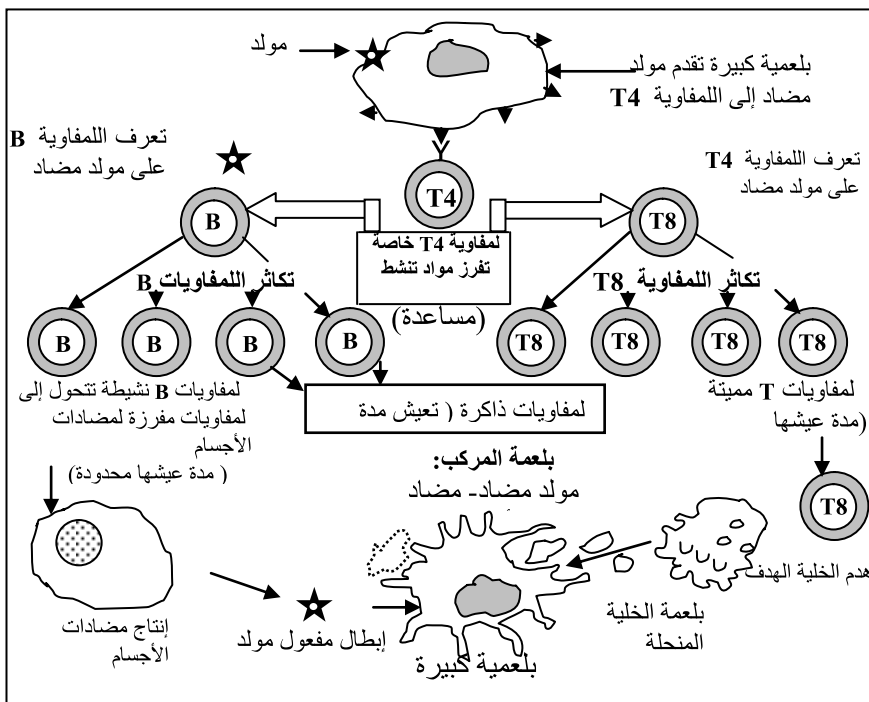 مولد
بلعمية كبيرة تقدم مولد
مضاد إلى اللمفاوية T4
تعرف اللمفاوية B
على مولد مضاد
تعرف اللمفاوية T4
على مولد مضاد
T4
B
T8
لمفاوية T4 خاصة
تفرز مواد تنشط
(مساعدة)
تكاثر اللمفاويات B
تكاثر اللمفاوية T8
B B B B T8 T8 T8 T8
لمفاويات B نشيطة تتحول إلى
لمفاويات مفرزة لمضادات
الأجسام
( مدة عيشها محدودة)
لمفاويات ذاكرة ( تعيش مدة
لمفاويات T مميتة
(مدة عيشها
بلعمة المركب:
مولد مضاد- مضاد
T8
هدم الخلية الهدف
بلعمة الخلية
المنحلة
إنتاج مضادات
الأجسام
إبطال مفعول مولد
بلعمية كبيرة